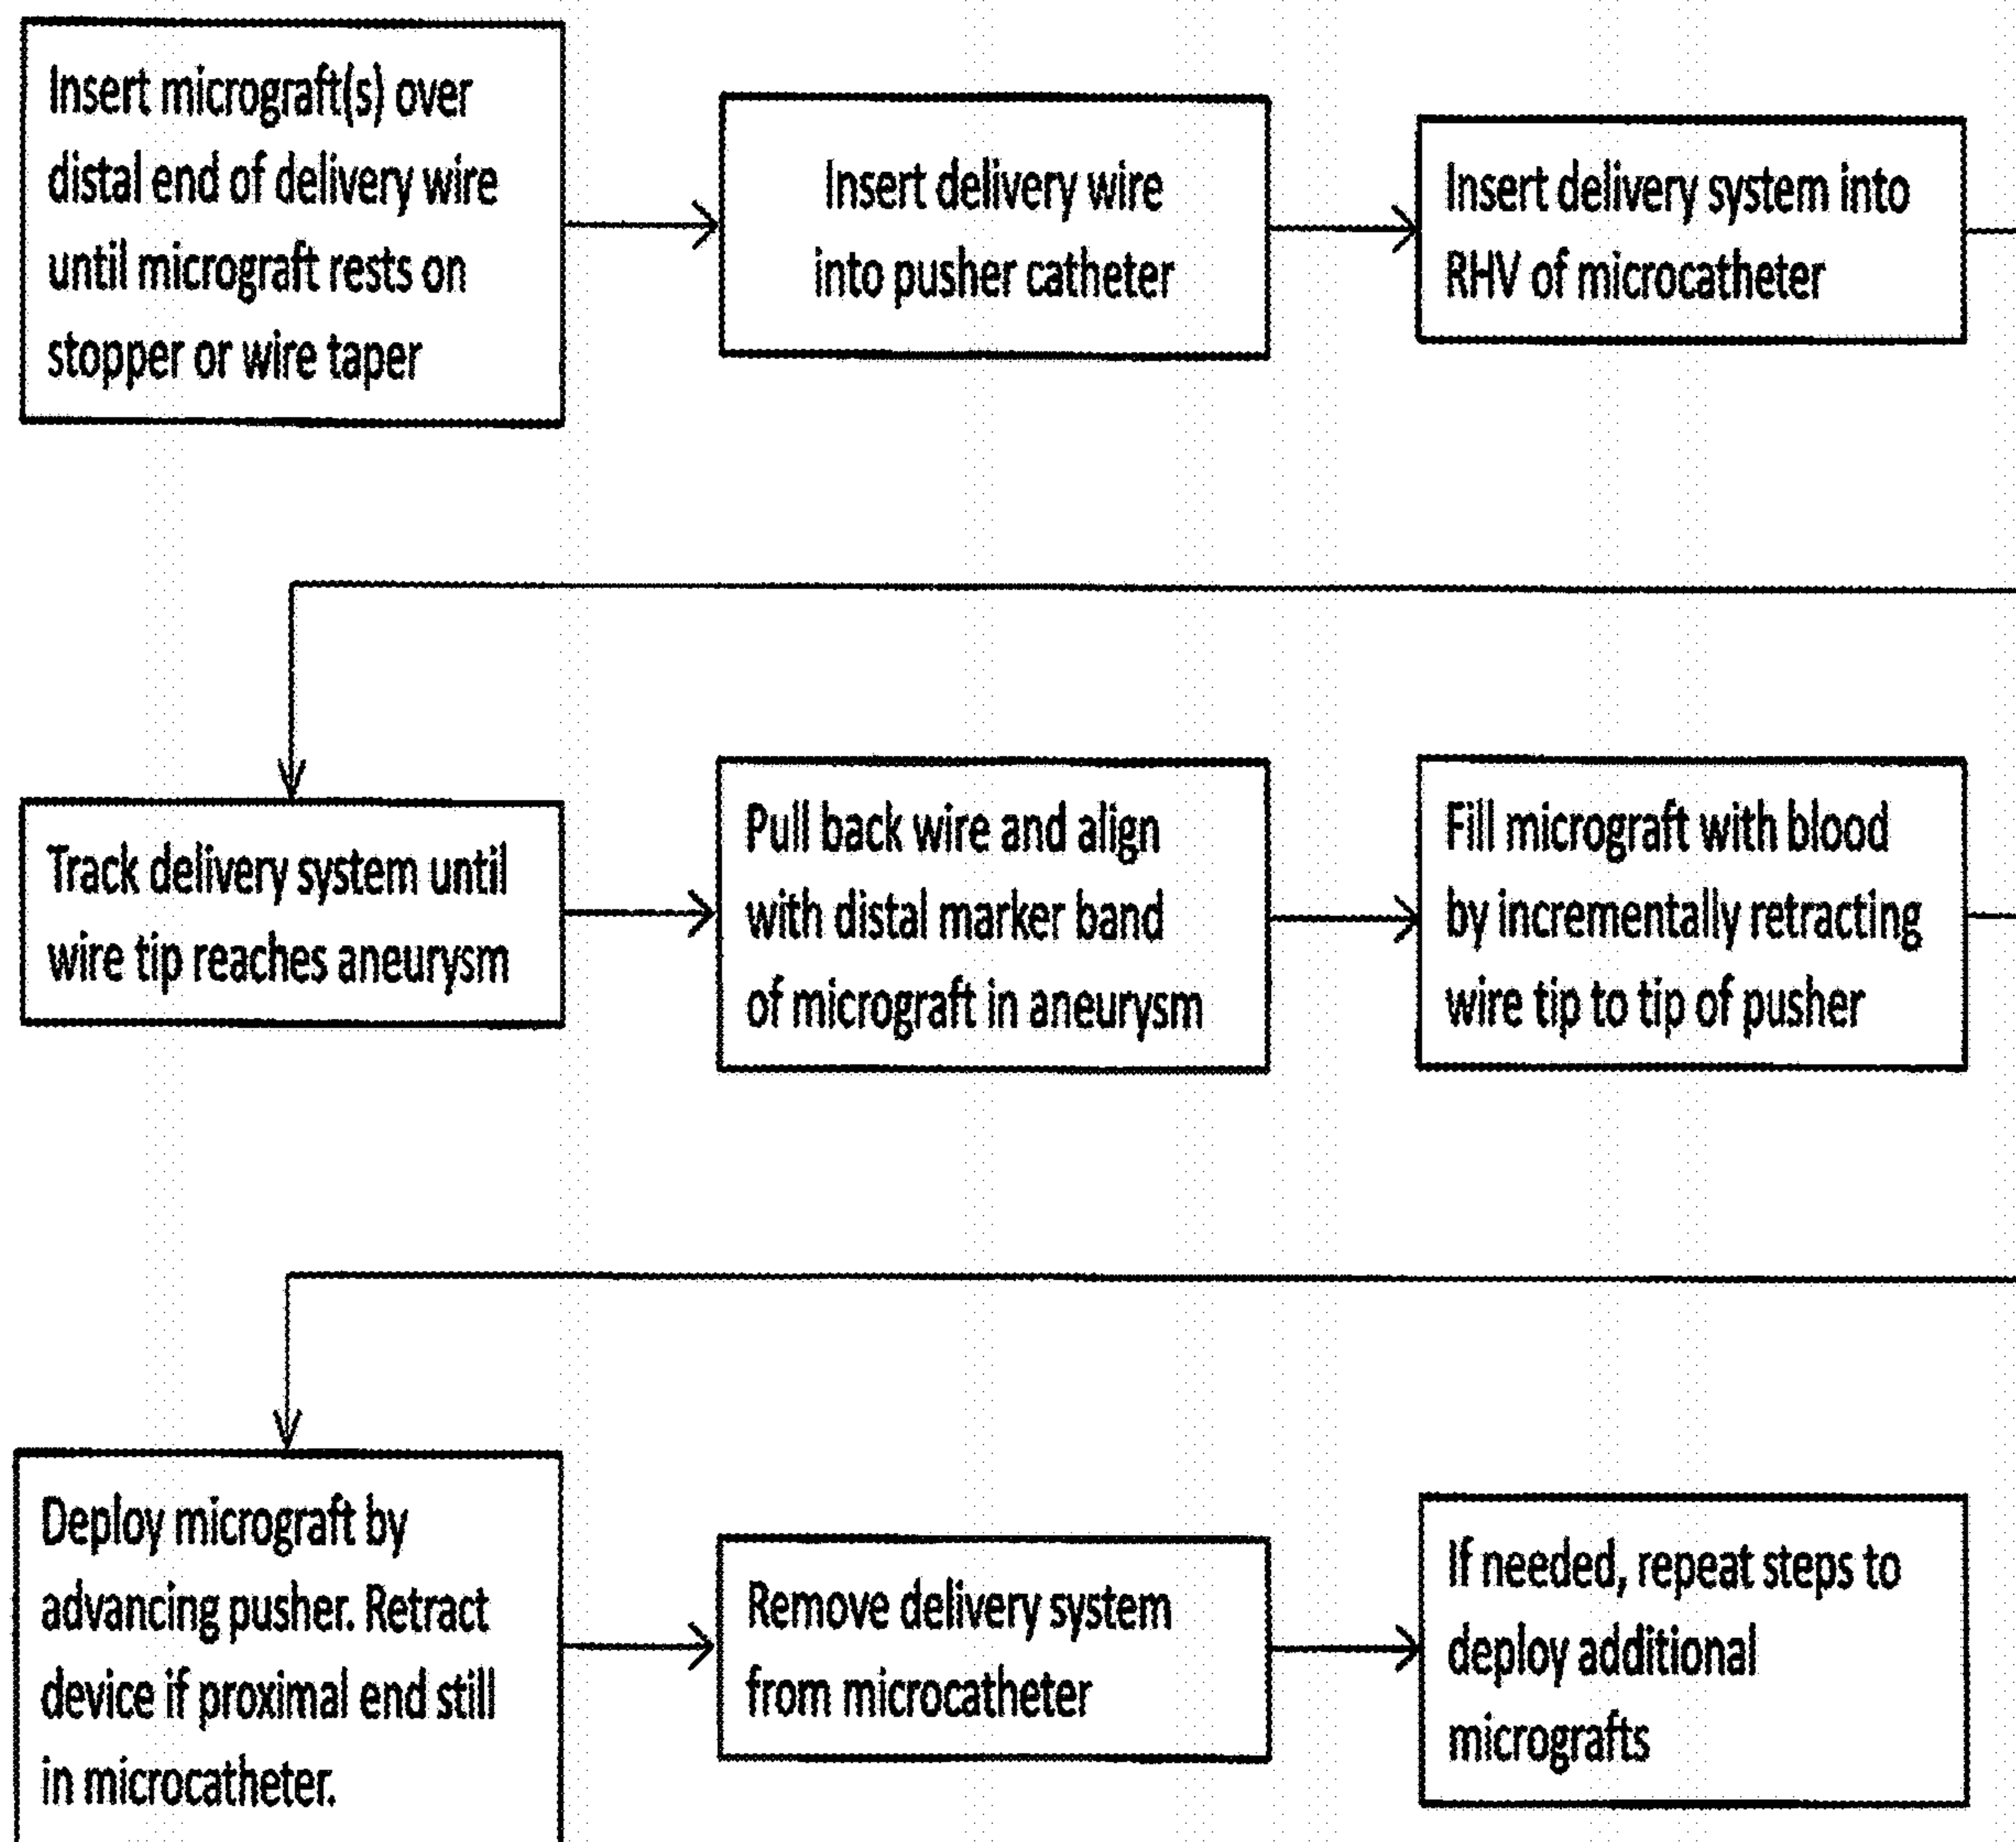 Insert micrograft(s) over
distal end of delivery wire
until micrograft rests on
stopper or wire taper
Insert delivery wire
into pusher catheter
Insert delivery system into
RHV of microcatheter
Track delivery system until
wire tip reaches aneurysm
Pull back wire and align
with distal marker band
of micrograft in aneurysm
Fill micrograft with blood
by incrementally retracting
wire tip to tip of pusher
Deploy micrograft by
advancing pusher. Retract
device if proximal end still
in microcatheter.
Remove delivery system
from microcatheter
If needed, repeat steps to
deploy additional
micrografts